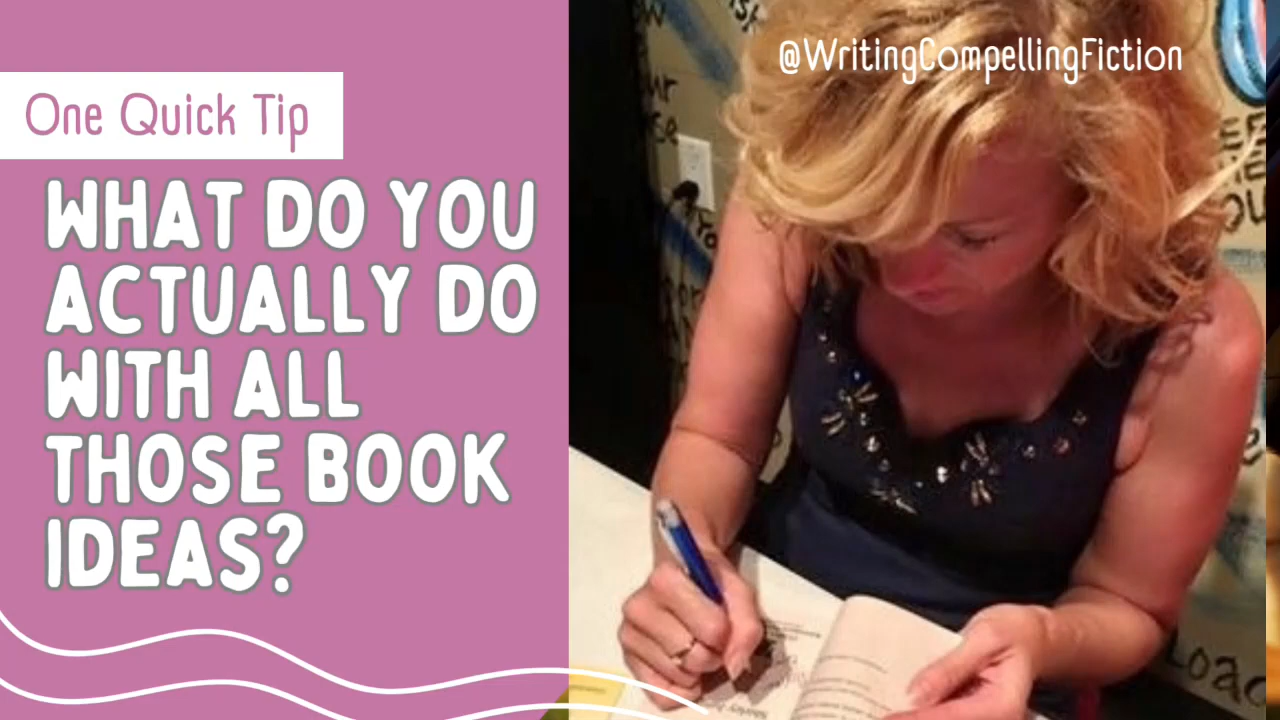 @WritingCompellingFiction
One Quick Tip
WHAT DO YOU
ACTUALLY DO
WITH ALL
THOSE BOOK
IDEAS?